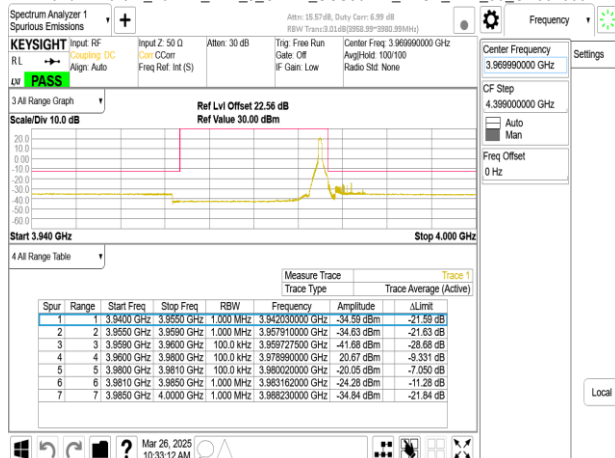 Spectrum Analyzer 1
Spurious Emissions
Attn: 15.57dB, Duty Corr: 6.99 dB
RBW Trans:3.01dB(3958.99~3980.99MHz)
Frequency
KEYSIGHT
Input: RF
Coupling: DC
Align: Auto
Input Z: 50 Ω
Corr:CCorr
Freq Ref: Int (S)
Atten: 30 dB
Trig: Free Run
Gate: Off
IF Gain: Low
Center Freq: 3.969990000 GHz
Avg|Hold: 100/100
Radio Std: None
RL
PASS
Center Frequency
3.969990000 GHz
Settings
CF Step
4.399000000 GHz
Auto
Man
Freq Offset
0 Hz
3 All Range Graph
Ref Lvl Offset 22.56 dB
Scale/Div 10.0 dB
Ref Value 30.00 dBm
20.0
10.0
0.00
-10.0
-20.0
-30.0
-40.0
-50.0
-60.0
Start 3.940 GHz
Stop 4.000 GHz
4 All Range Table
Measure Trace
Trace 1
Trace Type
Trace Average (Active)
Spur Range Start Freq Stop Freq RBW Frequency Amplitude ΔLimit
1 1 3.9400 GHz 3.9550 GHz 1.000 MHz 3.942030000 GHz -34.59 dBm -21.59 dB
2 2 3.9550 GHz 3.9590 GHz 1.000 MHz 3.957910000 GHz -34.63 dBm -21.63 dB
3 3 3.9590 GHz 3.9600 GHz 100.0 kHz 3.959727500 GHz -41.68 dBm -28.68 dB
4 4 3.9600 GHz 3.9800 GHz 100.0 kHz 3.978990000 GHz 20.67 dBm -9.331 dB
5 5 3.9800 GHz 3.9810 GHz 100.0 kHz 3.980020000 GHz -20.05 dBm -7.050 dB
6 6 3.9810 GHz 3.9850 GHz 1.000 MHz 3.983162000 GHz -24.28 dBm -11.28 dB
7 7 3.9850 GHz 4.0000 GHz 1.000 MHz 3.988230000 GHz -34.84 dBm -21.84 dB
Local
Mar 26, 2025
10:33:12 AM